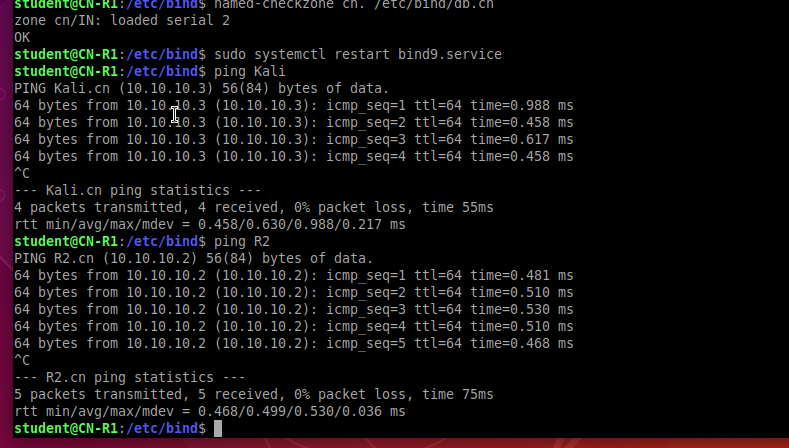 student@CN-R1:/etc/bind$ named-checkzone cn. /etc/bind/db.cn
zone cn/IN: loaded serial 2
OK
student@CN-R1:/etc/bind$ sudo systemctl restart bind9.service
student@CN-R1:/etc/bind$ ping Kali
PING Kali.cn (10.10.10.3) 56(84) bytes of data.
64 bytes from 10.10.10.3 (10.10.10.3): icmp_seq=1 ttl=64 time=0.988 ms
64 bytes from 10.10.10.3 (10.10.10.3): icmp_seq=2 ttl=64 time=0.458 ms
64 bytes from 10.10.10.3 (10.10.10.3): icmp_seq=3 ttl=64 time=0.617 ms
64 bytes from 10.10.10.3 (10.10.10.3): icmp_seq=4 ttl=64 time=0.458 ms
^C
--- Kali.cn ping statistics ---
4 packets transmitted, 4 received, 0% packet loss, time 55ms
rtt min/avg/max/mdev = 0.458/0.630/0.988/0.217 ms
student@CN-R1:/etc/bind$ ping R2
PING R2.cn (10.10.10.2) 56(84) bytes of data.
64 bytes from 10.10.10.2 (10.10.10.2): icmp_seq=1 ttl=64 time=0.481 ms
64 bytes from 10.10.10.2 (10.10.10.2): icmp_seq=2 ttl=64 time=0.510 ms
64 bytes from 10.10.10.2 (10.10.10.2): icmp_seq=3 ttl=64 time=0.530 ms
64 bytes from 10.10.10.2 (10.10.10.2): icmp_seq=4 ttl=64 time=0.510 ms
64 bytes from 10.10.10.2 (10.10.10.2): icmp_seq=5 ttl=64 time=0.468 ms
^C
--- R2.cn ping statistics ---
5 packets transmitted, 5 received, 0% packet loss, time 75ms
rtt min/avg/max/mdev = 0.468/0.499/0.530/0.036 ms
student@CN-R1:/etc/bind$